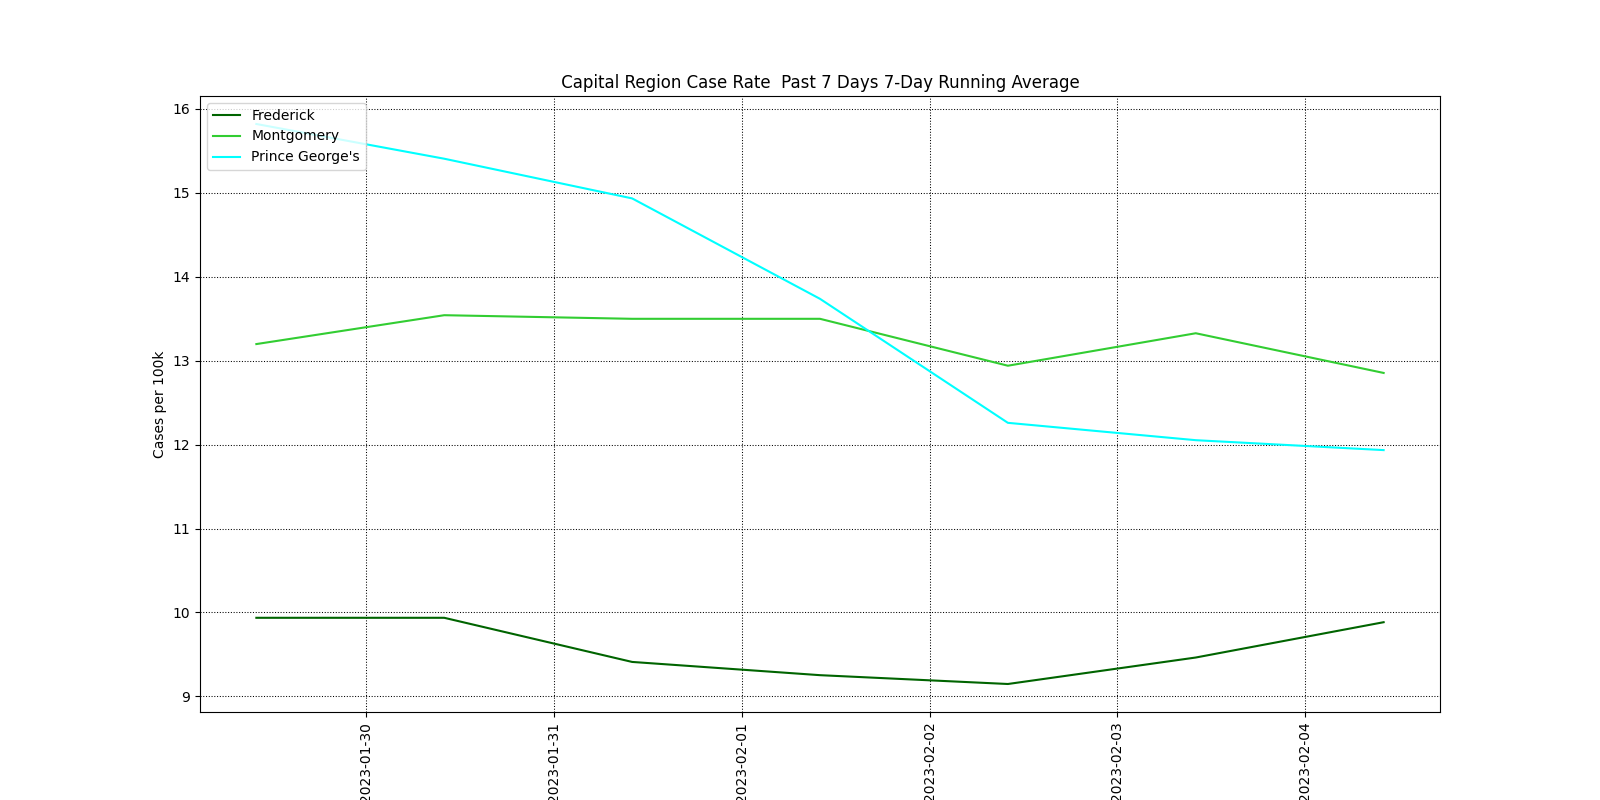 Capital Region Case Rate  Past 7 Days 7-Day Running Average
Frederick
Montgomery
Prince George's
Cases per 100k
16
15
14
13
12
11
10
9
2023-01-30
2023-01-31
2023-02-01
2023-02-02
2023-02-03
2023-02-04